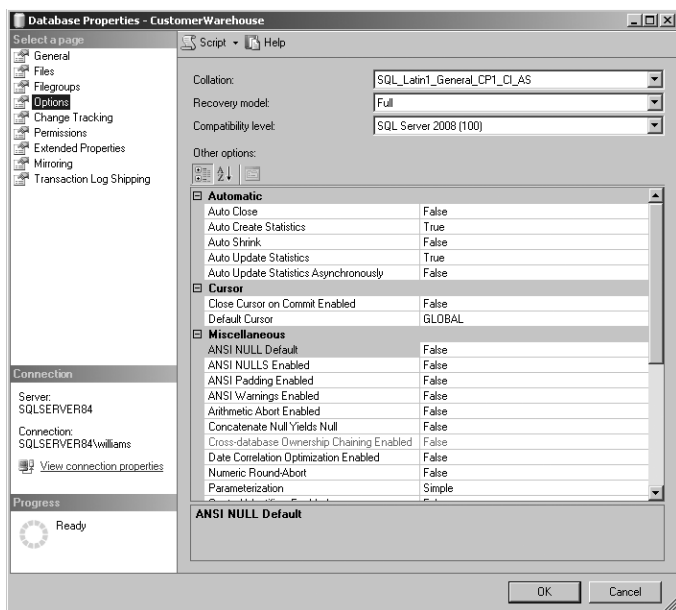 Database Properties - CustomerWarehouse
Select a page
General
Files
Filegroups
Options
Change Tracking
Permissions
Extended Properties
Mirroring
Transaction Log Shipping
Connection
Server:
SQLSERVER84
Connection:
SQLSERVER84\williams
View connection properties
Progress
Ready
Script Help
Collation: SQL_Latin1_General_CP1_CI_AS
Recovery model: Full
Compatibility level: SQL Server 2008 (100)
Other options:
Automatic
Auto Close False
Auto Create Statistics True
Auto Shrink False
Auto Update Statistics True
Auto Update Statistics Asynchronously False
Cursor
Close Cursor on Commit Enabled False
Default Cursor GLOBAL
Miscellaneous
ANSI NULL Default False
ANSI NULLS Enabled False
ANSI Padding Enabled False
ANSI Warnings Enabled False
Arithmetic Abort Enabled False
Concatenate Null Yields Null False
Cross-database Ownership Chaining Enabled False
Date Correlation Optimization Enabled False
Numeric Round-Abort False
Parameterization Simple
ANSI NULL Default
OK Cancel